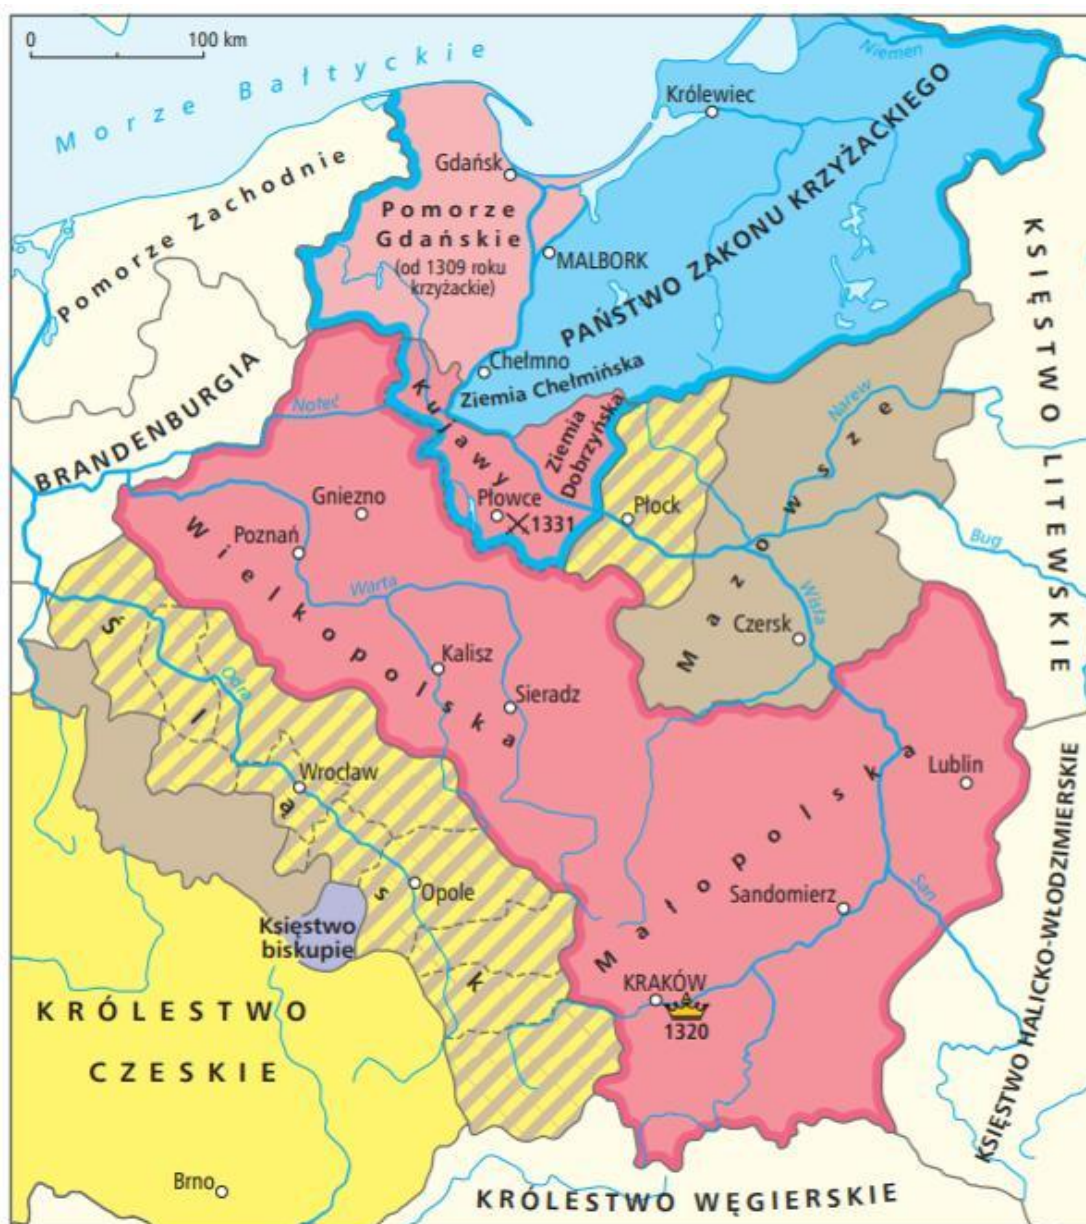 0 100 km
Morze Bałtyckie
Niemen
Królewiec
Pomorze Zachodnie
Gdańsk
Pomorze
Gdańskie
(od 1309 roku
krzyżackie)
MALBORK
PAŃSTWO ZAKONU KRZYŻACKIEGO
KSIĘSTWO LITEWSKIE
BRANDENBURGIA
Chełmno
Ziemia Chełmińska
Noteć
Kujawy
Ziemia
Dobrzyńska
Narew
Mazowsze
Gniezno
Płowce
1331
Płock
Poznań
Bug
Wielkopolska
Warta
Wisła
Czersk
Śląsk
Kalisz
Odra
Sieradz
Wrocław
Lublin
Małopolska
Opole
Sandomierz
San
Księstwo
biskupie
KRAKÓW
1320
KRÓLESTWO
CZESKIE
KSIĘSTWO HALICKO-WŁODZIMIERSKIE
Brno
KRÓLESTWO WĘGIERSKIE